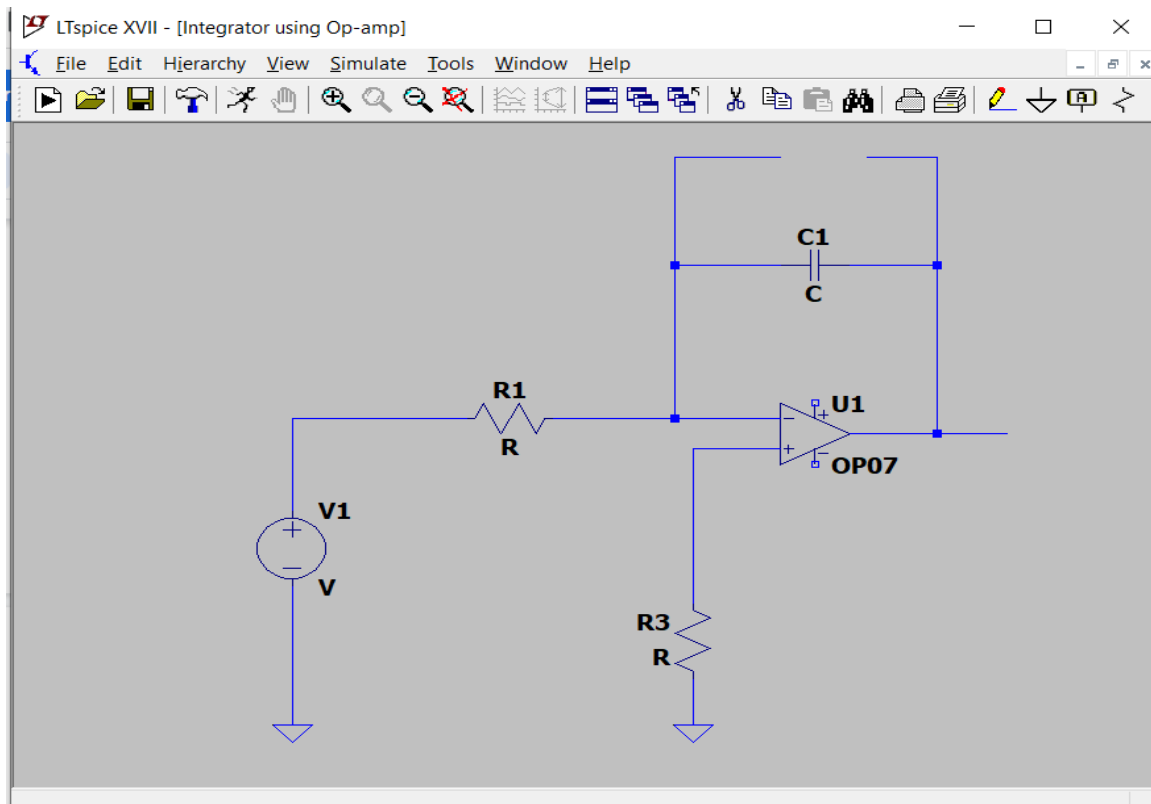 LTspice XVII - [Integrator using Op-amp]
File Edit Hierarchy View Simulate Tools Window Help
C1
C
R1
R
U1
OP07
V1
V
R3
R